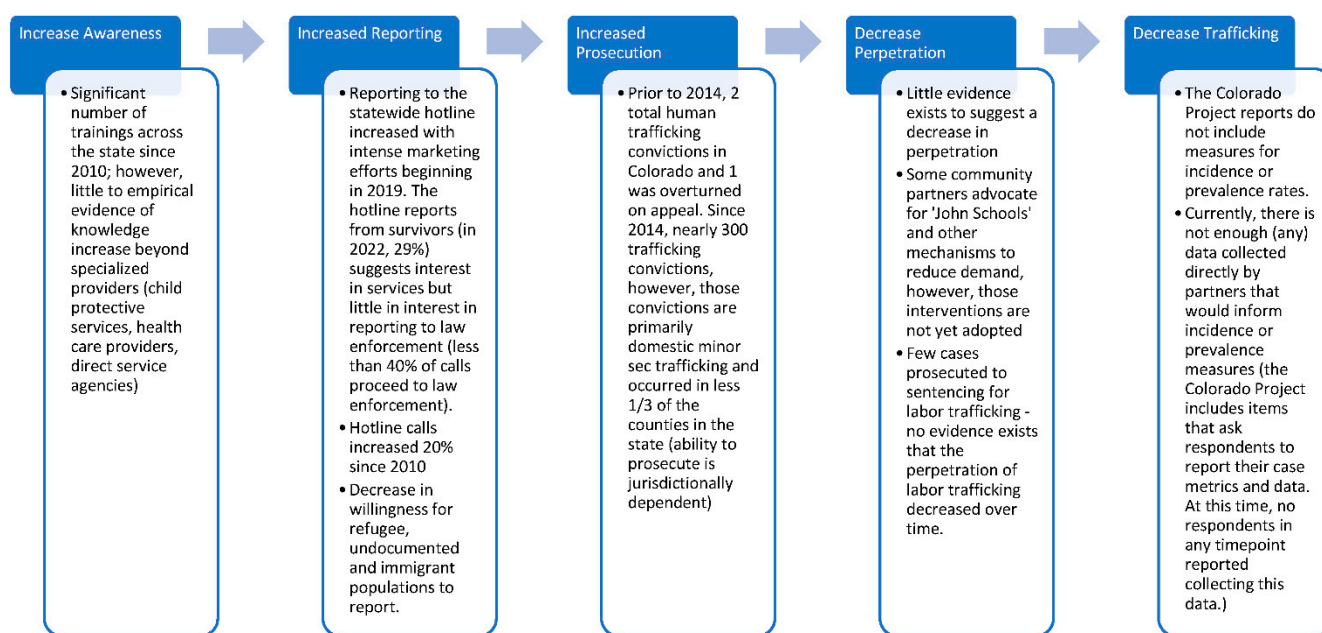 Increase Awareness
• Significant
number of
trainings across
the state since
2010; however,
little to empirical
evidence of
knowledge
increase beyond
specialized
providers (child
protective
services, health
care providers,
direct service
agencies)
Increased Reporting
• Reporting to the
statewide hotline
increased with
intense marketing
efforts beginning
in 2019. The
hotline reports
from survivors (in
2022, 29%)
suggests interest
in services but
little in interest in
reporting to law
enforcement (less
than 40% of calls
proceed to law
enforcement).
• Hotline calls
increased 20%
since 2010
• Decrease in
willingness for
refugee,
undocumented
and immigrant
populations to
report.
Increased
Prosecution
• Prior to 2014, 2
total human
trafficking
convictions in
Colorado and 1
was overturned
on appeal. Since
2014, nearly 300
trafficking
convictions,
however, those
convictions are
primarily
domestic minor
sec trafficking and
occurred in less
1/3 of the
counties in the
state (ability to
prosecute is
jurisdictionally
dependent)
Decrease
Perpetration
• Little evidence
exists to suggest a
decrease in
perpetration
• Some community
partners advocate
for 'John Schools'
and other
mechanisms to
reduce demand,
however, those
interventions are
not yet adopted
• Few cases
prosecuted to
sentencing for
labor trafficking -
no evidence exists
that the
perpetration of
labor trafficking
decreased over
time.
Decrease Trafficking
• The Colorado
Project reports do
not include
measures for
incidence or
prevalence rates.
• Currently, there is
not enough (any)
data collected
directly by
partners that
would inform
incidence or
prevalence
measures (the
Colorado Project
includes items
that ask
respondents to
report their case
metrics and data.
At this time, no
respondents in
any timepoint
reported
collecting this
data.)